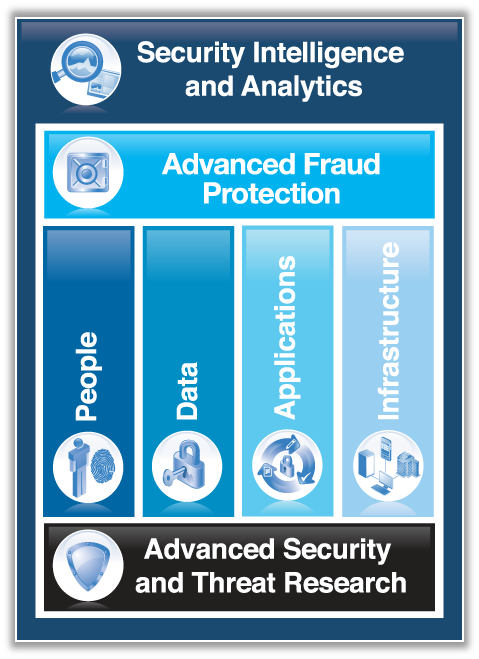 Security Intelligence
and Analytics
Advanced Fraud
Protection
People
Data
Applications
Infrastructure
Advanced Security
and Threat Research